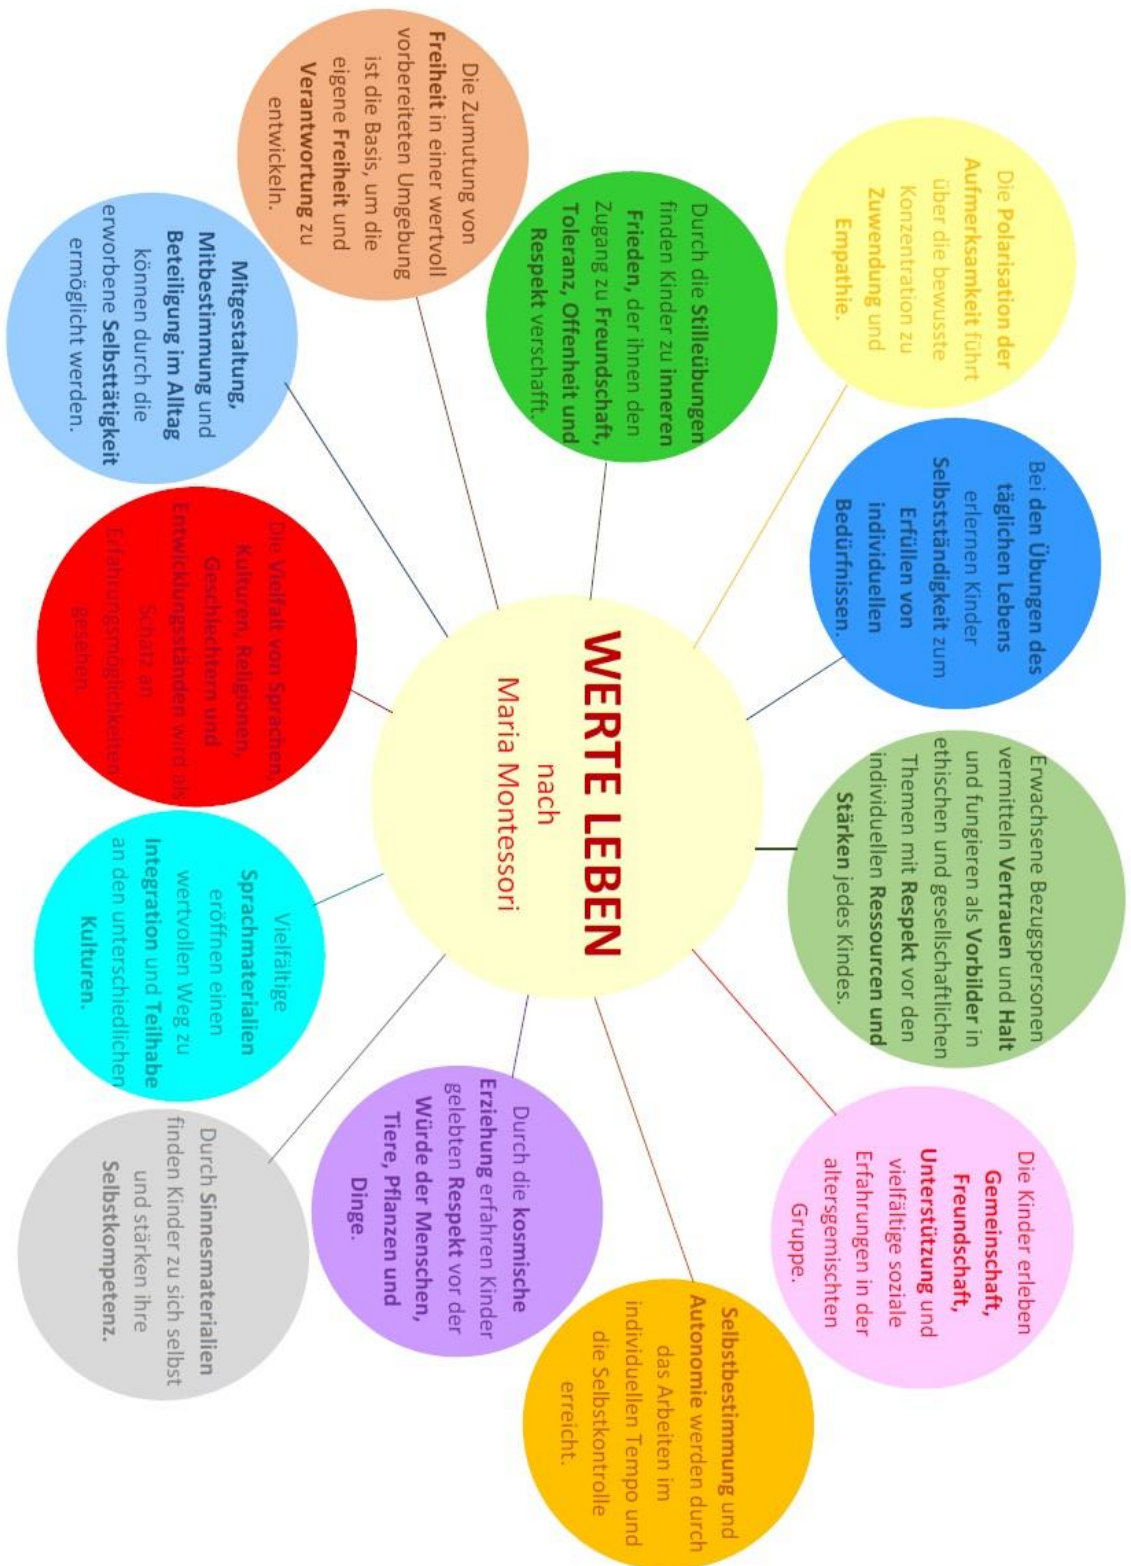 Die Polarisation der
Aufmerksamkeit führt
über die bewusste
Konzentration zu
Zuwendung und
Empathie.
Bei den Übungen des
täglichen Lebens
erlernen Kinder
Selbstständigkeit zum
Erfüllen von
individuellen
Bedürfnissen.
Erwachsene Bezugspersonen
vermitteln Vertrauen und Halt
und fungieren als Vorbilder in
ethischen und gesellschaftlichen
Themen mit Respekt vor den
individuellen Ressourcen und
Stärken jedes Kindes.
Die Kinder erleben
Gemeinschaft,
Freundschaft,
Unterstützung und
vielfältige soziale
Erfahrungen in der
altersgemischten
Gruppe.
Durch die Stilleübungen
finden Kinder zu inneren
Frieden, der ihnen den
Zugang zu Freundschaft,
Toleranz, Offenheit und
Respekt verschafft.
WERTE LEBEN
nach
Maria Montessori
Selbstbestimmung und
Autonomie werden durch
das Arbeiten im
individuellen Tempo und
die Selbstkontrolle
erreicht.
Die Zumutung von
Freiheit in einer wertvoll
vorbereiteten Umgebung
ist die Basis, um die
eigene Freiheit und
Verantwortung zu
entwickeln.
Durch die kosmische
Erziehung erfahren Kinder
gelebten Respekt vor der
Würde der Menschen,
Tiere, Pflanzen und
Dinge.
Mitgestaltung,
Mitbestimmung und
Beteiligung im Alltag
können durch die
erworbene Selbsttätigkeit
ermöglicht werden.
Die Vielfalt von Sprachen,
Kulturen, Religionen,
Geschlechtern und
Entwicklungsständen wird als
Schatz an
Erfahrungsmöglichkeiten
gesehen.
Vielfältige
Sprachmaterialien
eröffnen einen
wertvollen Weg zu
Integration und Teilhabe
an den unterschiedlichen
Kulturen.
Durch Sinnesmaterialien
finden Kinder zu sich selbst
und stärken ihre
Selbstkompetenz.